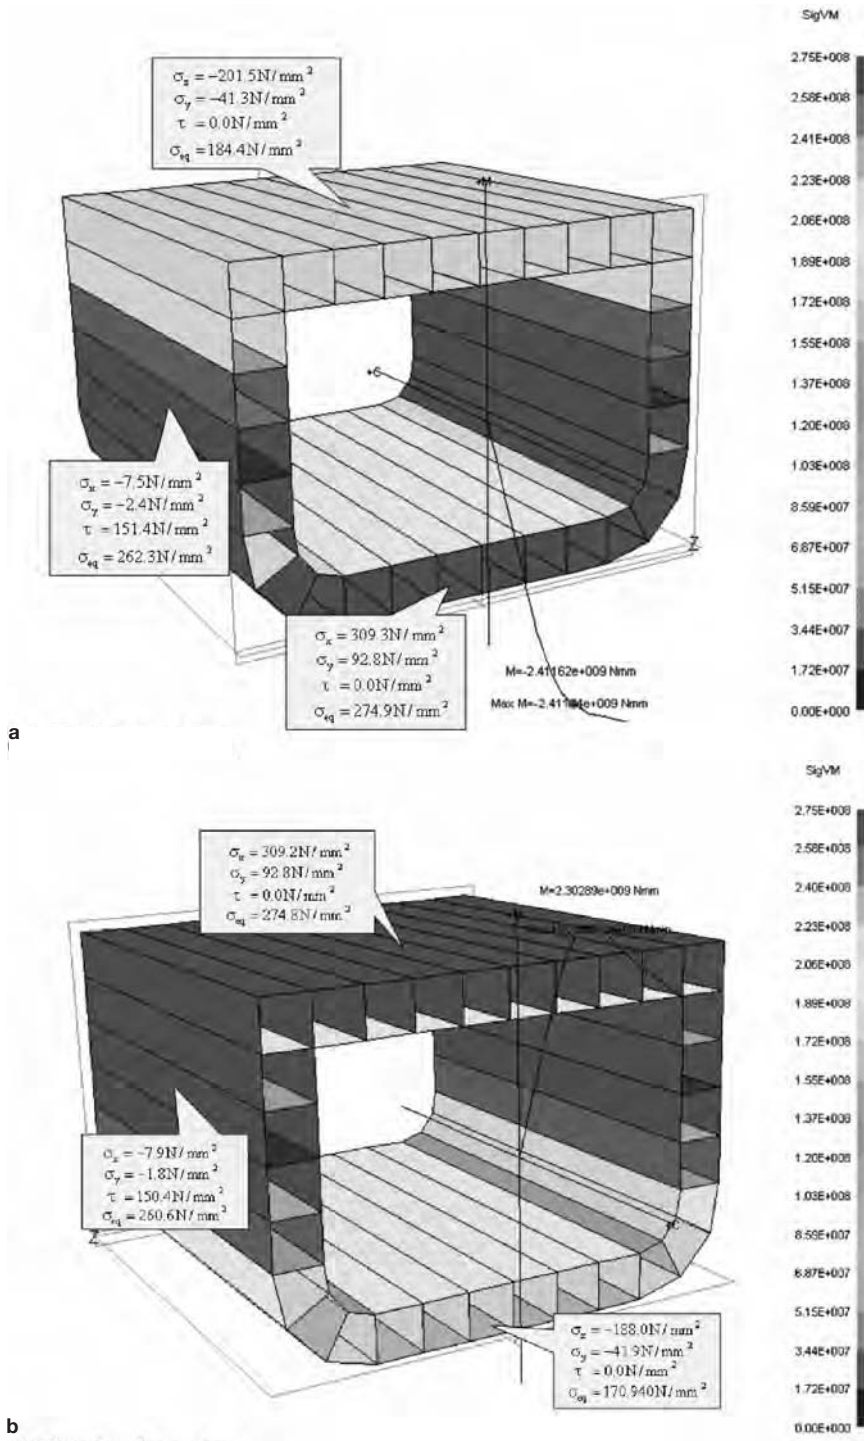 SigVM
2.75E+008
2.58E+008
2.41E+008
2.23E+008
2.06E+008
1.89E+008
1.72E+008
1.55E+008
1.37E+008
1.20E+008
1.03E+008
8.59E+007
6.87E+007
5.15E+007
3.44E+007
1.72E+007
0.00E+000
σx = −201.5N/mm²
σy = −41.3N/mm²
τ = 0.0N/mm²
σeq = 184.4N/mm²
+M
+C
σx = −7.5N/mm²
σy = −2.4N/mm²
τ = 151.4N/mm²
σeq = 262.3N/mm²
Z
σx = 309.3N/mm²
σy = 92.8N/mm²
τ = 0.0N/mm²
σeq = 274.9N/mm²
M=-2.41162e+009 Nmm
Max e+009 Nmm
a
SigVM
2.75E+008
2.58E+008
2.40E+008
2.23E+008
2.06E+008
1.89E+008
1.72E+008
1.55E+008
1.37E+008
1.20E+008
1.03E+008
8.59E+007
6.87E+007
5.15E+007
3.44E+007
1.72E+007
0.00E+000
σx = 309.2N/mm²
σy = 92.8N/mm²
τ = 0.0N/mm²
σeq = 274.8N/mm²
M=2.30289e+009 Nmm
σx = −7.9N/mm²
σy = −1.8N/mm²
τ = 150.4N/mm²
σeq = 260.6N/mm²
Z
+C
σx = −188.0N/mm²
σy = −41.9N/mm²
τ = 0.0N/mm²
σeq = 170.940N/mm²
b